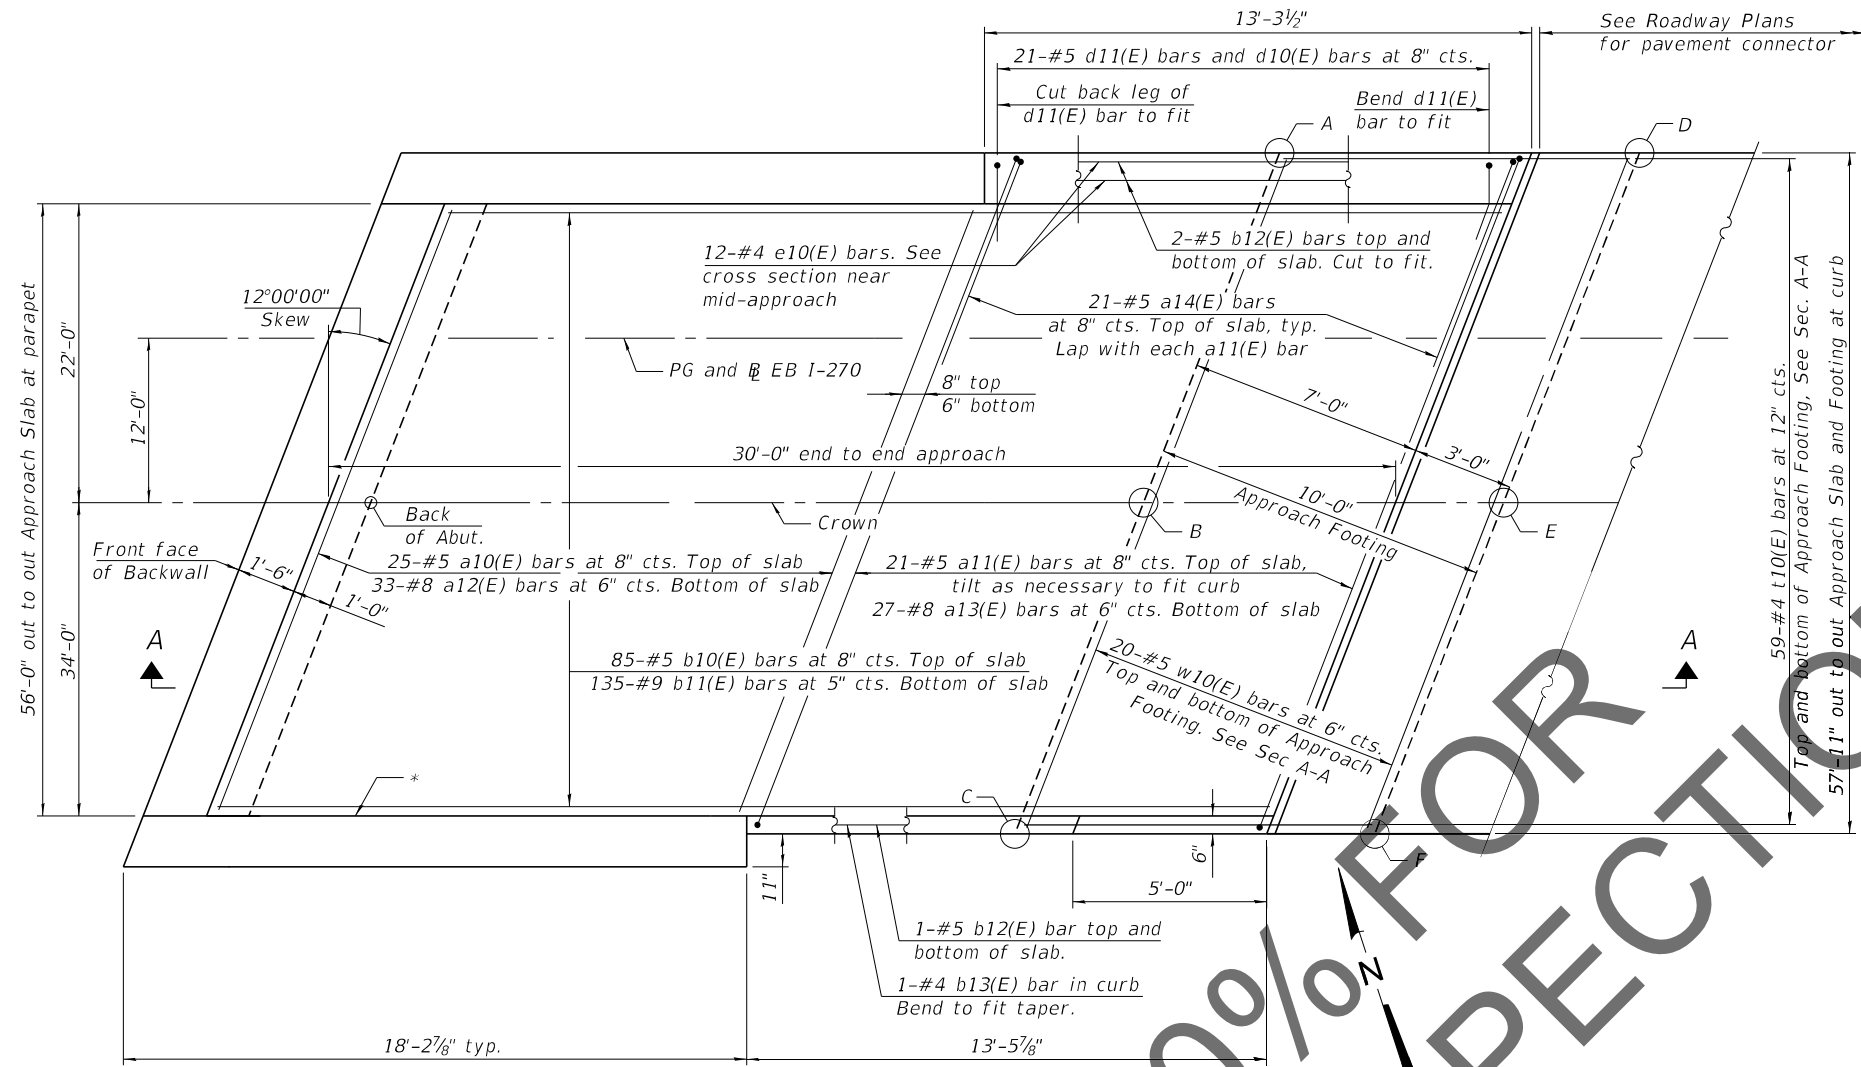 13'-3½"
See Roadway Plans
for pavement connector
21-#5 d11(E) bars and d10(E) bars at 8" cts.
Cut back leg of
d11(E) bar to fit
Bend d11(E)
bar to fit
A
D
12-#4 e10(E) bars. See
cross section near
mid-approach
2-#5 b12(E) bars top and
bottom of slab. Cut to fit.
12°00'00"
Skew
21-#5 a14(E) bars
at 8" cts. Top of slab, typ.
Lap with each a11(E) bar
PG and ℄ EB I-270
8" top
6" bottom
56'-0" out to out Approach Slab at parapet
22'-0"
12'-0"
34'-0"
7'-0"
3'-0"
30'-0" end to end approach
10'-0"
Approach Footing
Back
of Abut.
Crown
B
E
Front face
of Backwall
1'-6"
1'-0"
25-#5 a10(E) bars at 8" cts. Top of slab
33-#8 a12(E) bars at 6" cts. Bottom of slab
21-#5 a11(E) bars at 8" cts. Top of slab,
tilt as necessary to fit curb
27-#8 a13(E) bars at 6" cts. Bottom of slab
A
A
85-#5 b10(E) bars at 8" cts. Top of slab
135-#9 b11(E) bars at 5" cts. Bottom of slab
20-#5 w10(E) bars at 6" cts.
Top and bottom of Approach
Footing. See Sec A-A
59-#4 t10(E) bars at 12" cts.
Top and bottom of Approach Footing, See Sec. A-A
57'-11" out to out Approach Slab and Footing at curb
*
C
F
11"
6"
5'-0"
1-#5 b12(E) bar top and
bottom of slab.
1-#4 b13(E) bar in curb
Bend to fit taper.
N
18'-2⅞" typ.
13'-5⅞"
% FOR